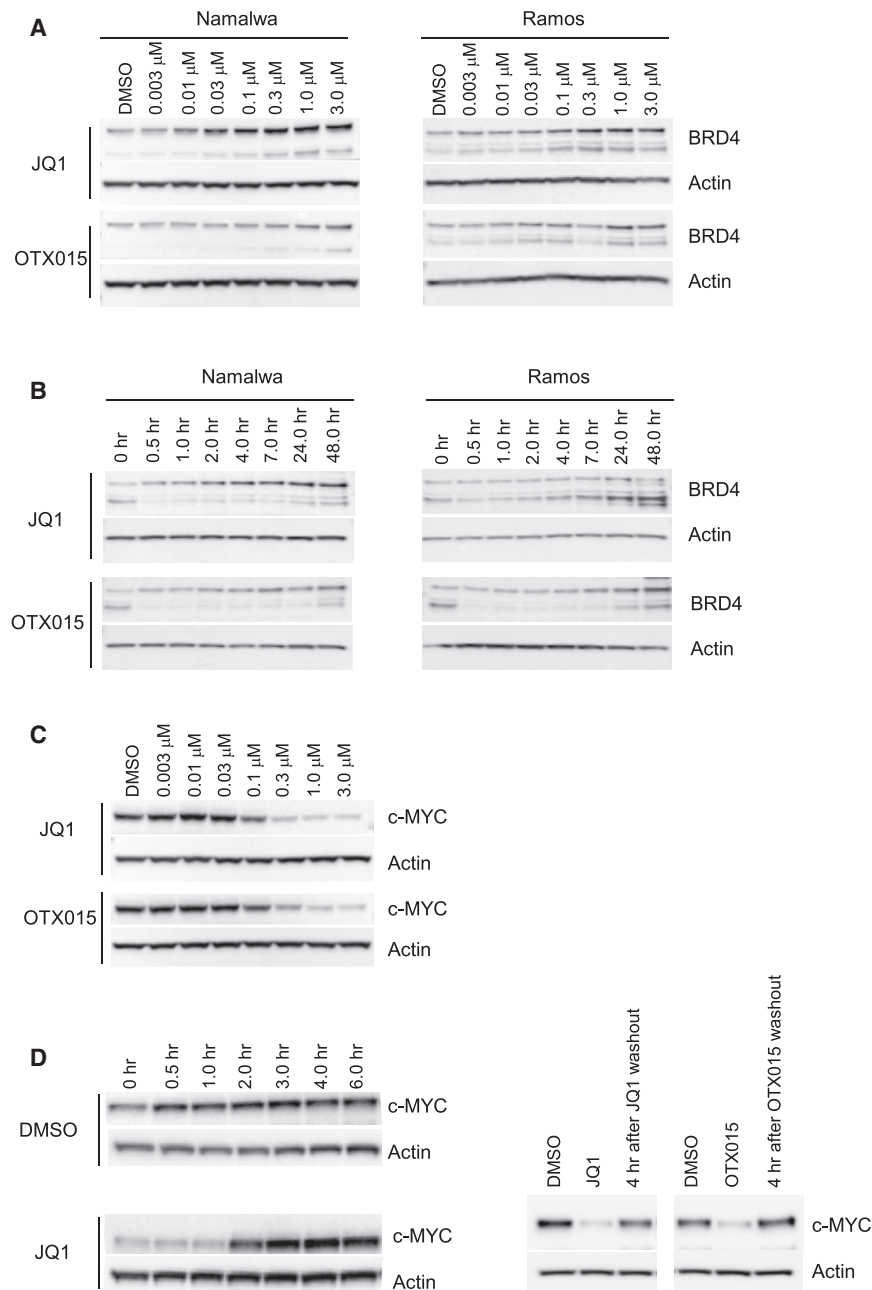 A
Namalwa
Ramos
DMSO
0.003 μM
0.01 μM
0.03 μM
0.1 μM
0.3 μM
1.0 μM
3.0 μM
DMSO
0.003 μM
0.01 μM
0.03 μM
0.1 μM
0.3 μM
1.0 μM
3.0 μM
JQ1
BRD4
Actin
OTX015
BRD4
Actin
B
Namalwa
Ramos
0 hr
0.5 hr
1.0 hr
2.0 hr
4.0 hr
7.0 hr
24.0 hr
48.0 hr
0 hr
0.5 hr
1.0 hr
2.0 hr
4.0 hr
7.0 hr
24.0 hr
48.0 hr
JQ1
BRD4
Actin
OTX015
BRD4
Actin
C
DMSO
0.003 μM
0.01 μM
0.03 μM
0.1 μM
0.3 μM
1.0 μM
3.0 μM
JQ1
c-MYC
Actin
OTX015
c-MYC
Actin
D
0 hr
0.5 hr
1.0 hr
2.0 hr
3.0 hr
4.0 hr
6.0 hr
DMSO
c-MYC
Actin
JQ1
c-MYC
Actin
DMSO
JQ1
4 hr after JQ1 washout
DMSO
OTX015
4 hr after OTX015 washout
c-MYC
Actin